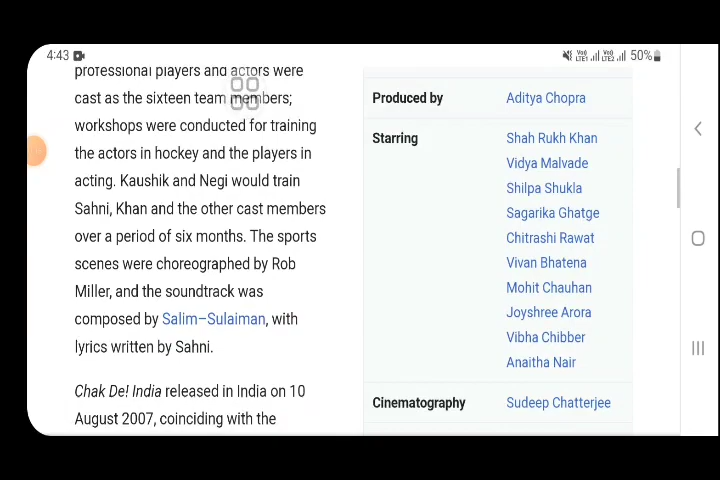 4:43
Vo) LTE1 Vo) LTE2 50%
professional players and actors were
cast as the sixteen team members;
workshops were conducted for training
the actors in hockey and the players in
acting. Kaushik and Negi would train
Sahni, Khan and the other cast members
over a period of six months. The sports
scenes were choreographed by Rob
Miller, and the soundtrack was
composed by Salim–Sulaiman, with
lyrics written by Sahni.
Chak De! India released in India on 10
August 2007, coinciding with the
Produced by Aditya Chopra
Starring Shah Rukh Khan
Vidya Malvade
Shilpa Shukla
Sagarika Ghatge
Chitrashi Rawat
Vivan Bhatena
Mohit Chauhan
Joyshree Arora
Vibha Chibber
Anaitha Nair
Cinematography Sudeep Chatterjee